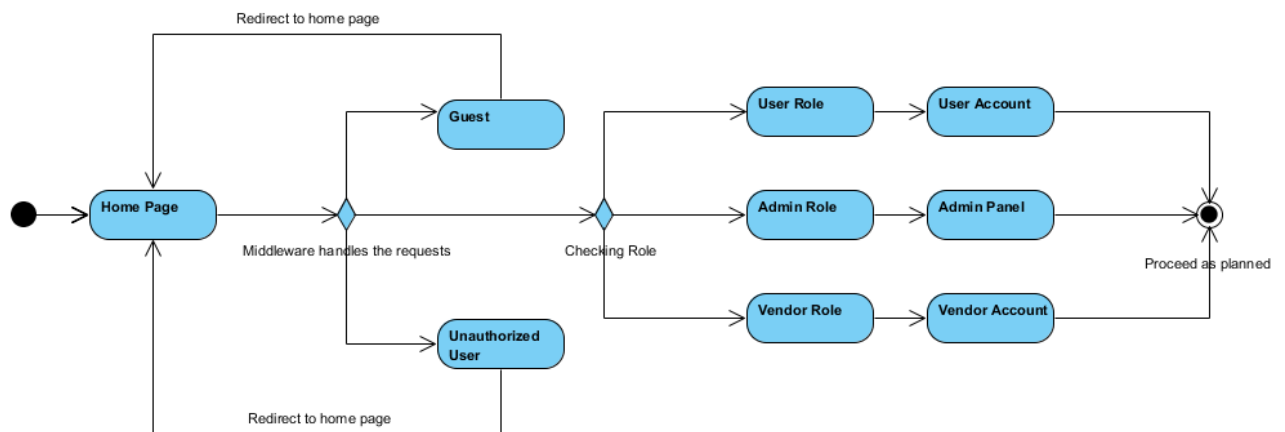 Redirect to home page
Guest
User Role
User Account
Home Page
Admin Role
Admin Panel
Middleware handles the requests
Checking Role
Proceed as planned
Vendor Role
Vendor Account
Unauthorized
User
Redirect to home page